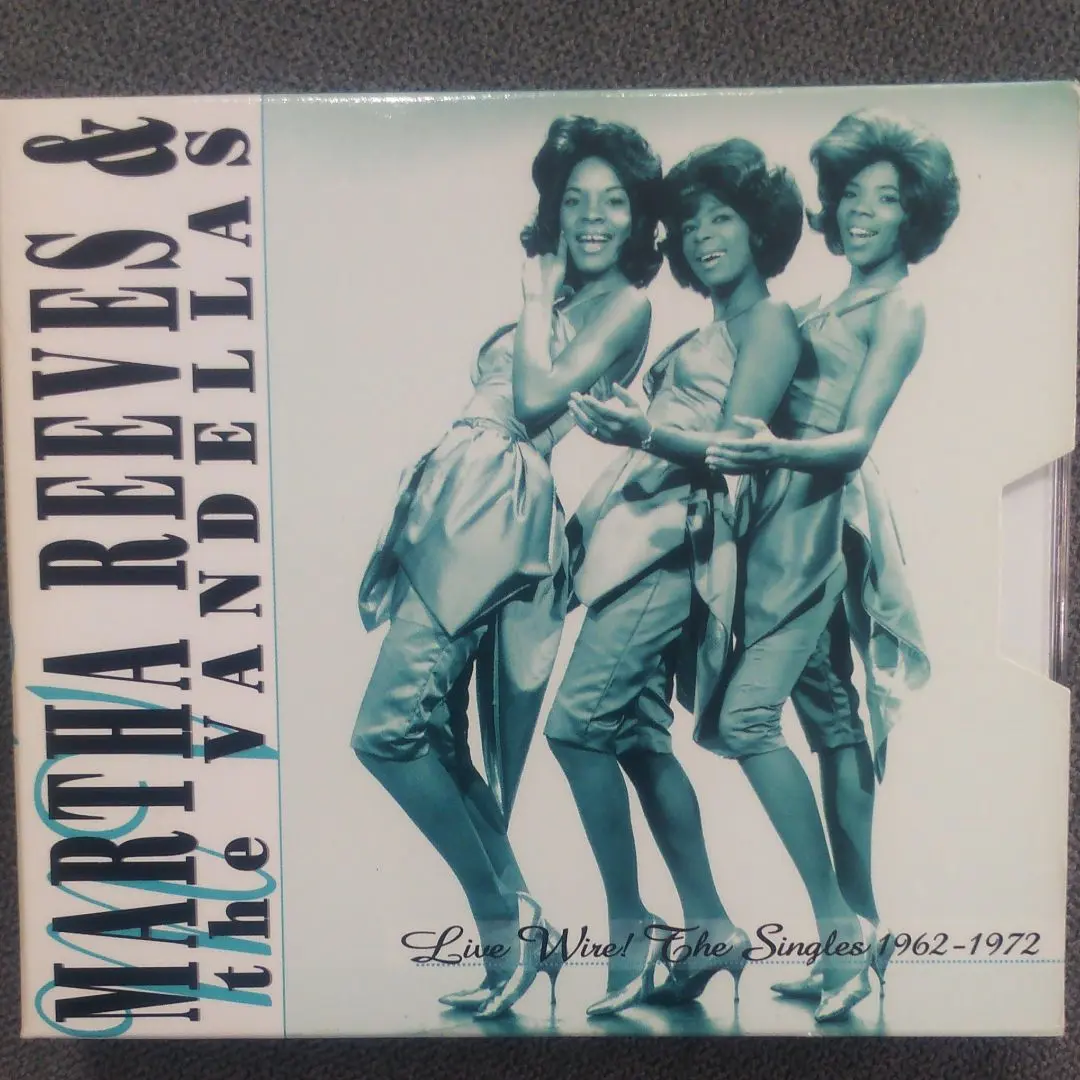 MARTHA REEVES &
the VANDELLAS
Live Wire! The Singles 1962-1972